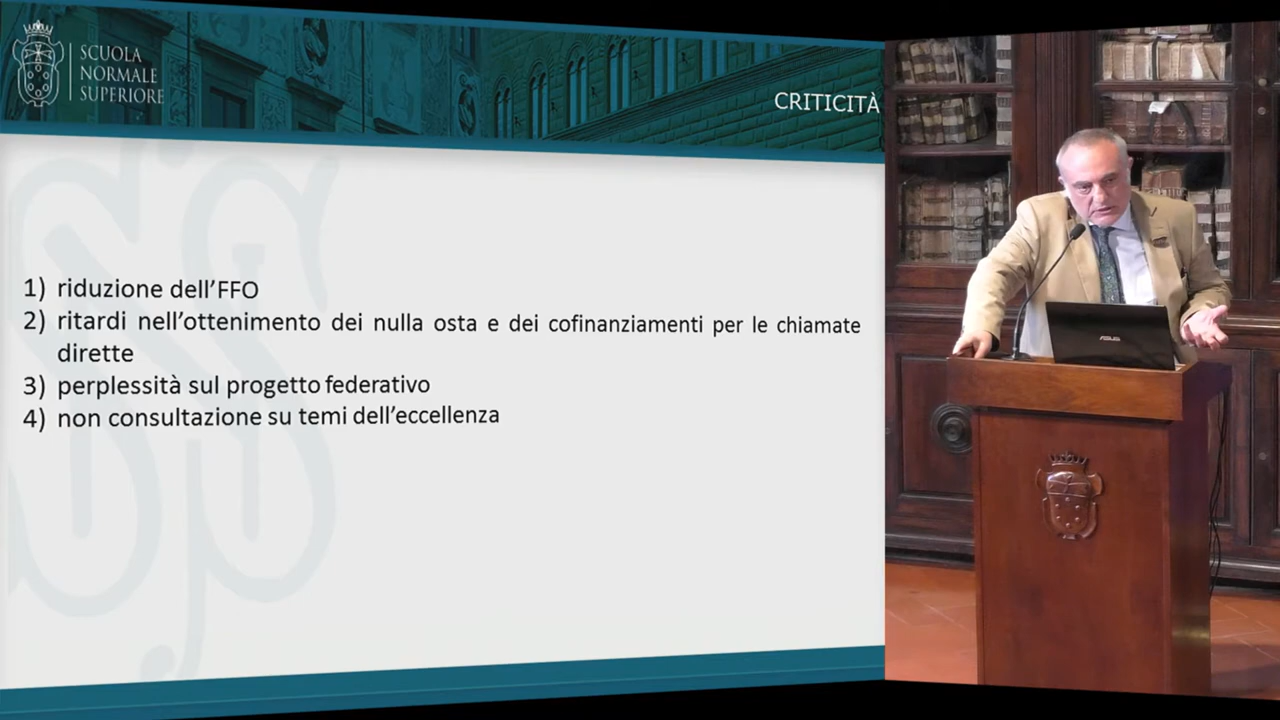 SCUOLA
NORMALE
SUPERIORE
CRITICITÀ
1) riduzione dell'FFO
2) ritardi nell'ottenimento dei nulla osta e dei cofinanziamenti per le chiamate
dirette
3) perplessità sul progetto federativo
4) non consultazione su temi dell'eccellenza
ASUS